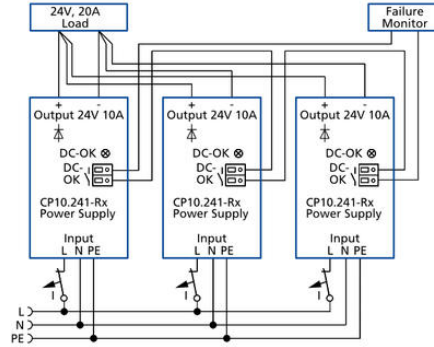 24V, 20A
Load
Failure
Monitor
+ -
Output 24V 10A
DC-OK
DC-
OK
CP10.241-Rx
Power Supply
Input
L N PE
I
+ -
Output 24V 10A
DC-OK
DC-
OK
CP10.241-Rx
Power Supply
Input
L N PE
I
+ -
Output 24V 10A
DC-OK
DC-
OK
CP10.241-Rx
Power Supply
Input
L N PE
I
L
N
PE